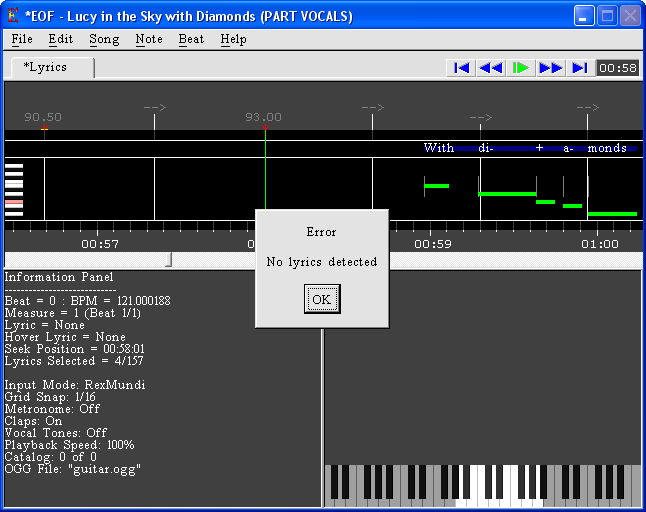 *EOF - Lucy in the Sky with Diamonds (PART VOCALS)
File Edit Song Note Beat Help
*Lyrics
00:58
--> --> --> -->
90.50 93.00
With di- + a- monds
00:57 00:59 01:00
Error
No lyrics detected
OK
Information Panel
----------------------------
Beat = 0 : BPM = 121.000188
Measure = 1 (Beat 1/1)
Lyric = None
Hover Lyric = None
Seek Position = 00:58:01
Lyrics Selected = 4/157
Input Mode: RexMundi
Grid Snap: 1/16
Metronome: Off
Claps: On
Vocal Tones: Off
Playback Speed: 100%
Catalog: 0 of 0
OGG File: "guitar.ogg"